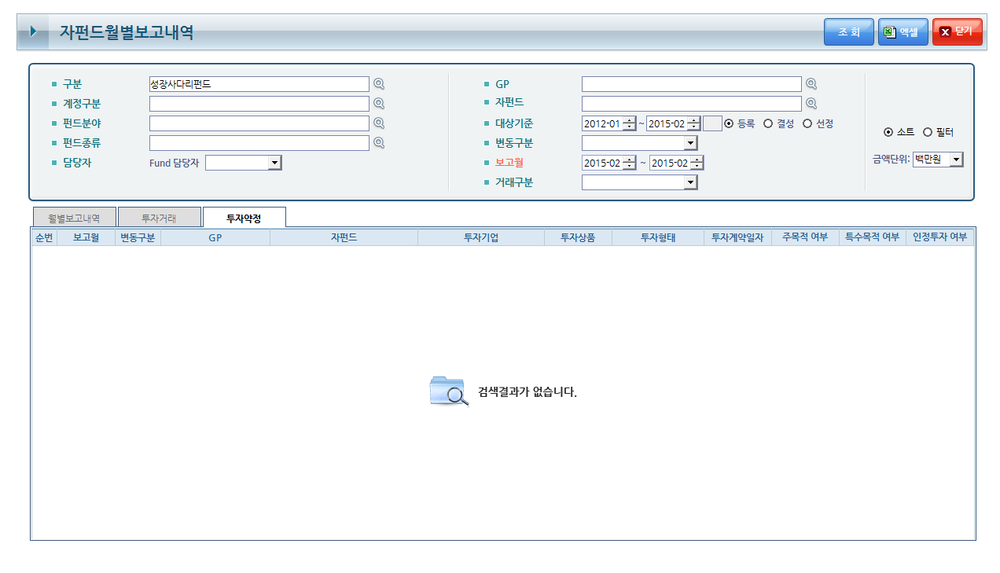 자펀드월별보고내역 조 회 엑셀 닫기
구분 성장사다리펀드 GP
계정구분 자펀드
펀드분야 대상기준 2012-01 ~ 2015-02 등록 결성 선정
펀드종류 변동구분 소트 필터
담당자 Fund 담당자 보고월 2015-02 ~ 2015-02 금액단위: 백만원
거래구분
월별보고내역 투자거래 투자약정
순번 보고월 변동구분 GP 자펀드 투자기업 투자상품 투자형태 투자계약일자 주목적 여부 특수목적 여부 인정투자 여부
검색결과가 없습니다.